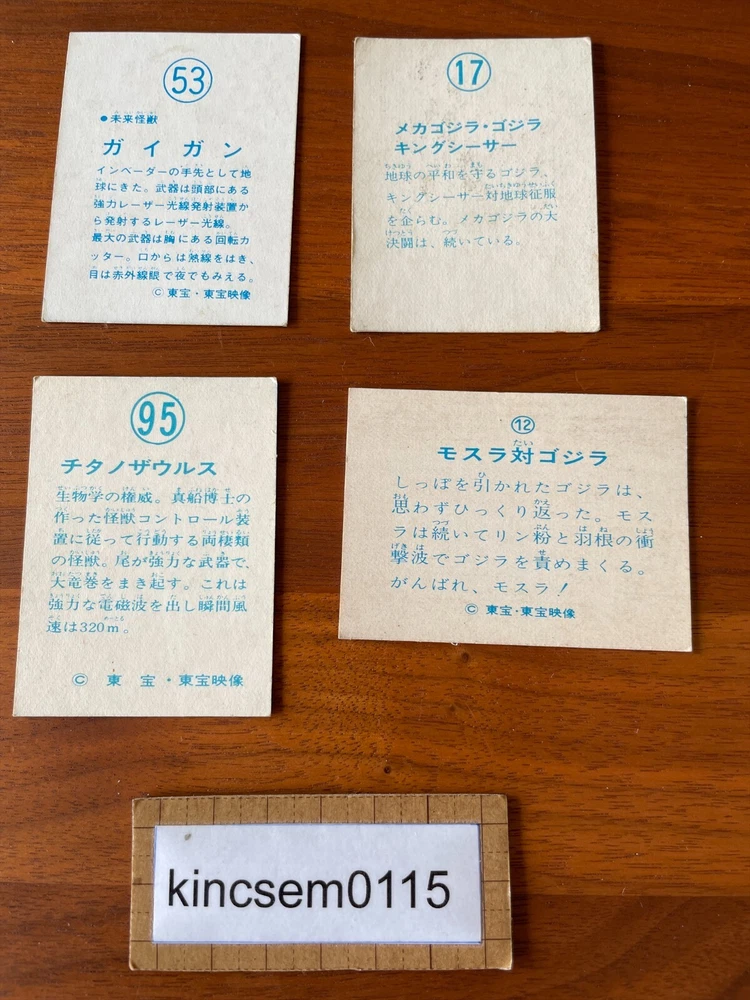 53
●未来怪獣
ガイガン
インベーダーの手先として地
球にきた。武器は頭部にある
強力レーザー光線発射装置か
ら発射するレーザー光線。
最大の武器は胸にある回転カ
ッター。口からは熱線をはき、
目は赤外線眼で夜でもみえる。
©東宝・東宝映像
17
メカゴジラ・ゴジラ
キングシーサー
地球の平和を守るゴジラ、
キングシーサー対地球征服
を企らむ。メカゴジラの大
決闘は、続いている。
95
チタノザウルス
生物学の権威。真船博士の
作った怪獣コントロール装
置に従って行動する両棲類
の怪獣。尾が強力な武器で、
大竜巻をまき起す。これは
強力な電磁波を出し瞬間風
速は320m。
© 東宝・東宝映像
12
モスラ対ゴジラ
しっぽを引かれたゴジラは、
思わずひっくり返った。モス
ラは続いてリン粉と羽根の衝
撃波でゴジラを責めまくる。
がんばれ、モスラ!
© 東宝・東宝映像
kincsem0115